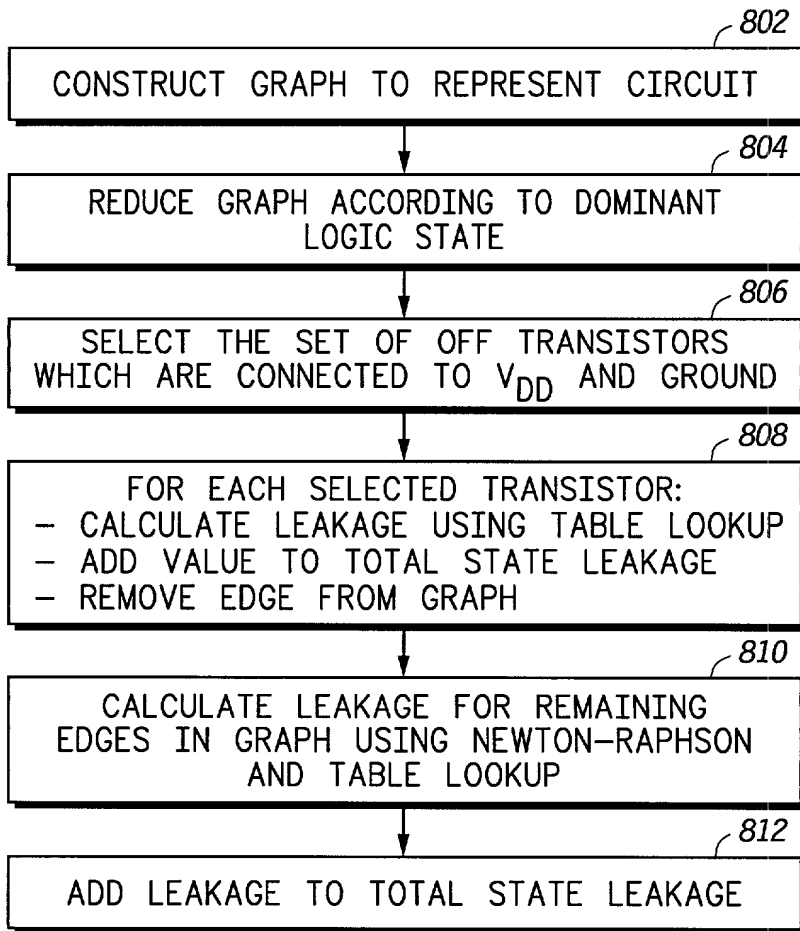 802
CONSTRUCT GRAPH TO REPRESENT CIRCUIT
804
REDUCE GRAPH ACCORDING TO DOMINANT
LOGIC STATE
806
SELECT THE SET OF OFF TRANSISTORS
WHICH ARE CONNECTED TO VDD AND GROUND
808
FOR EACH SELECTED TRANSISTOR:
– CALCULATE LEAKAGE USING TABLE LOOKUP
– ADD VALUE TO TOTAL STATE LEAKAGE
– REMOVE EDGE FROM GRAPH
810
CALCULATE LEAKAGE FOR REMAINING
EDGES IN GRAPH USING NEWTON–RAPHSON
AND TABLE LOOKUP
812
ADD LEAKAGE TO TOTAL STATE LEAKAGE